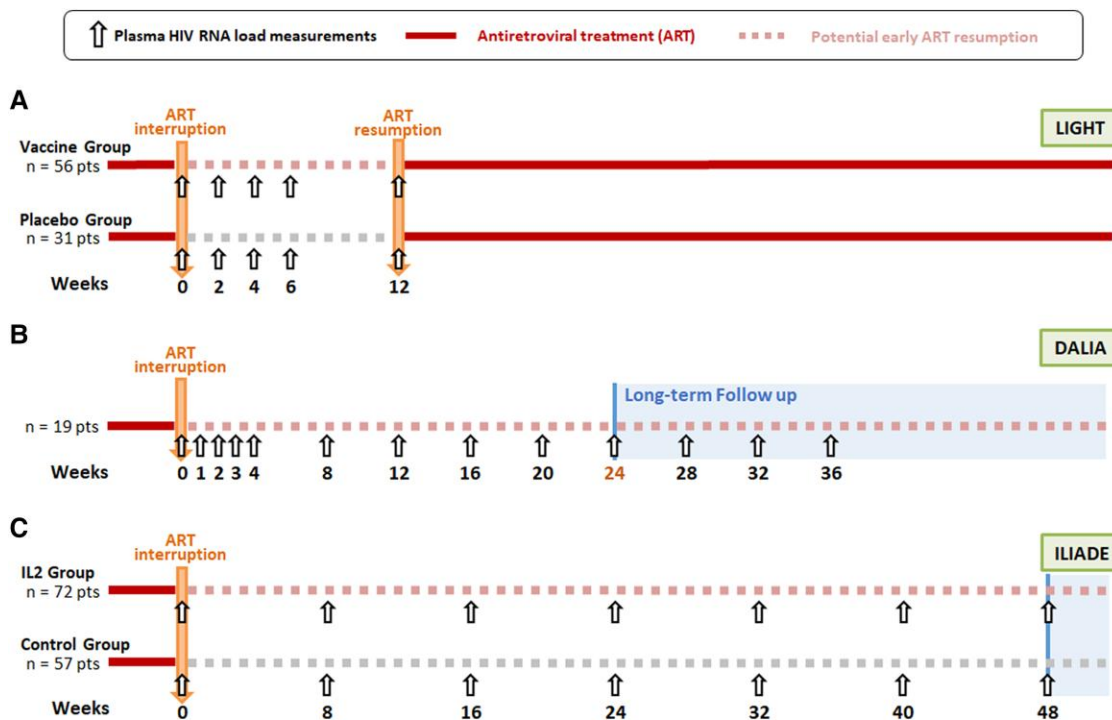 Plasma HIV RNA load measurements Antiretroviral treatment (ART) Potential early ART resumption
A
ART interruption
ART resumption
LIGHT
Vaccine Group
n = 56 pts
Placebo Group
n = 31 pts
Weeks 0 2 4 6 12
B
ART interruption
DALIA
Long-term Follow up
n = 19 pts
Weeks 0 1 2 3 4 8 12 16 20 24 28 32 36
C
ART interruption
ILIADE
IL2 Group
n = 72 pts
Control Group
n = 57 pts
Weeks 0 8 16 24 32 40 48